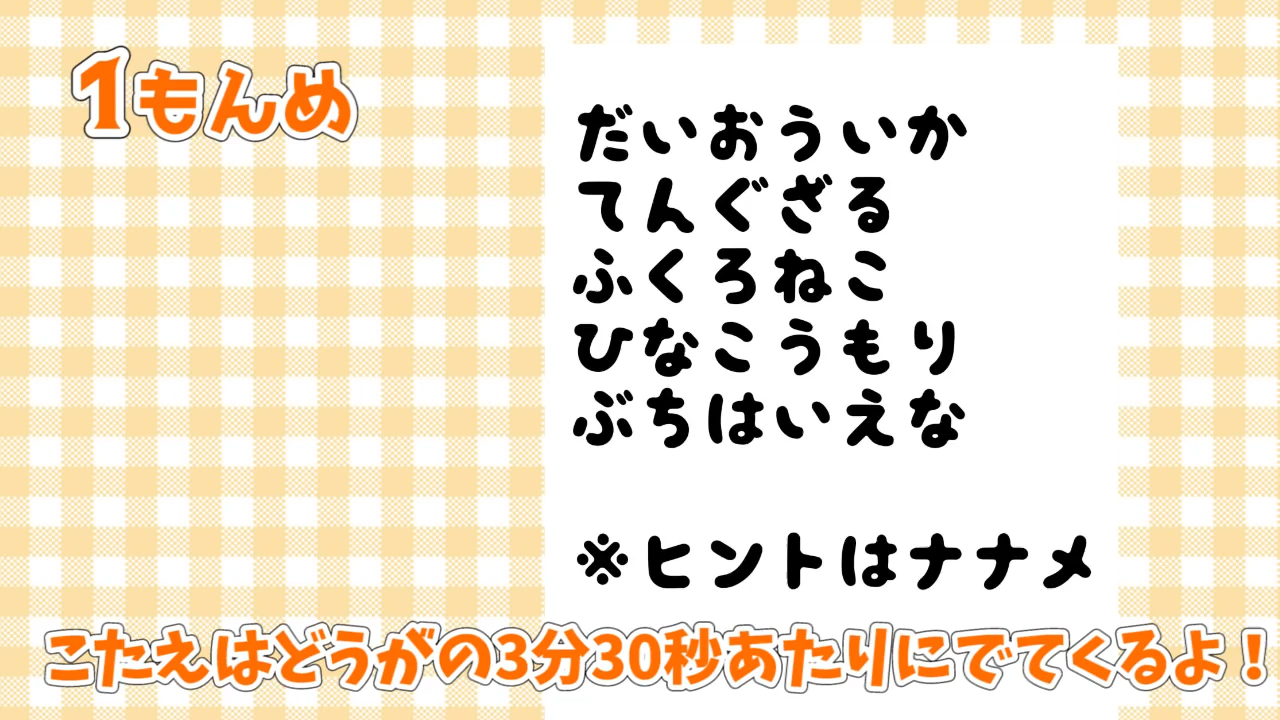 1もんめ
だいおういか
てんぐざる
ふくろねこ
ひなこうもり
ぶちはいえな
※ヒントはナナメ
こたえはどうがの3分30秒あたりにでてくるよ！